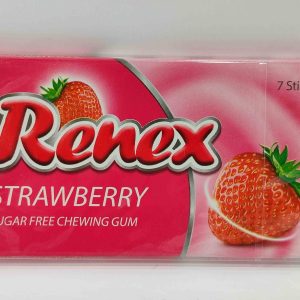 Renex
7 Sti
STRAWBERRY
UGAR FREE CHEWING GUM